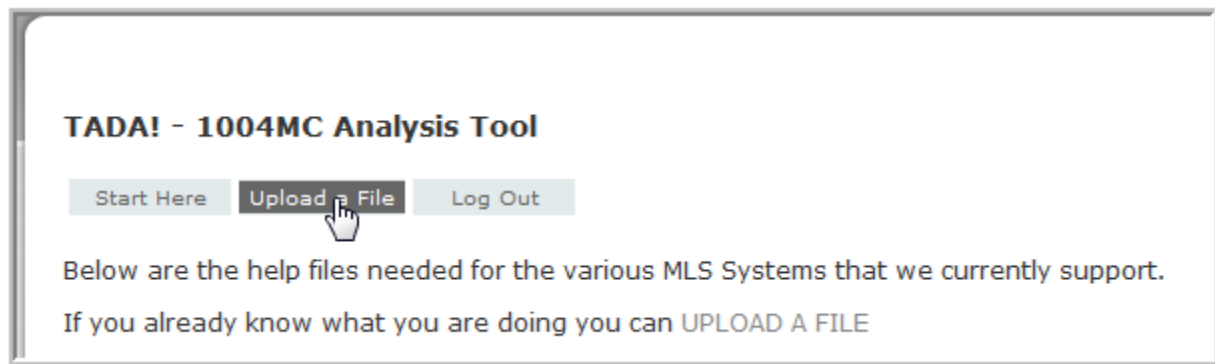 TADA! - 1004MC Analysis Tool
Start Here Upload a File Log Out
Below are the help files needed for the various MLS Systems that we currently support.
If you already know what you are doing you can UPLOAD A FILE